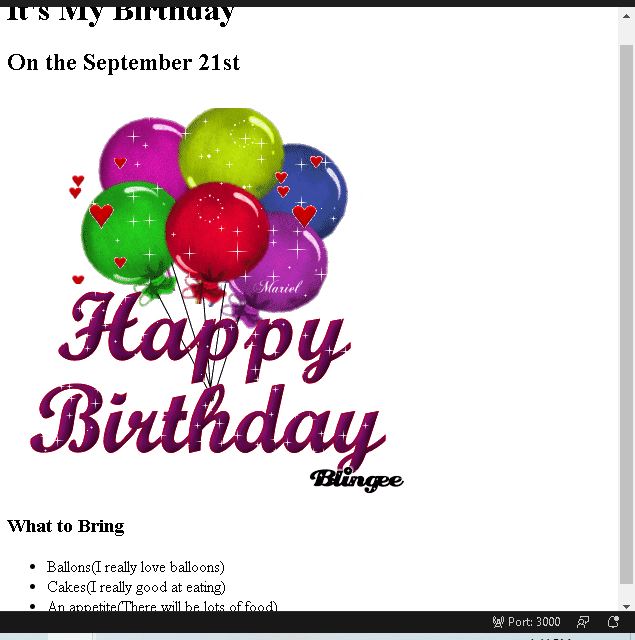 It's My Birthday
On the September 21st
Mariel
Happy
Birthday
Blingee
What to Bring
Ballons(I really love balloons)
Cakes(I really good at eating)
An appetite(There will be lots of food)
Port: 3000